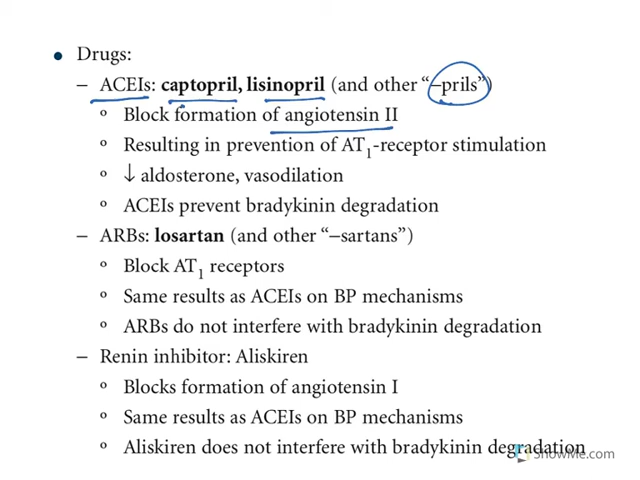 • Drugs:
– ACEIs: captopril, lisinopril (and other “–prils”)
º Block formation of angiotensin II
º Resulting in prevention of AT₁-receptor stimulation
º ↓ aldosterone, vasodilation
º ACEIs prevent bradykinin degradation
– ARBs: losartan (and other “–sartans”)
º Block AT₁ receptors
º Same results as ACEIs on BP mechanisms
º ARBs do not interfere with bradykinin degradation
– Renin inhibitor: Aliskiren
º Blocks formation of angiotensin I
º Same results as ACEIs on BP mechanisms
º Aliskiren does not interfere with bradykinin degradation
ShowMe.com